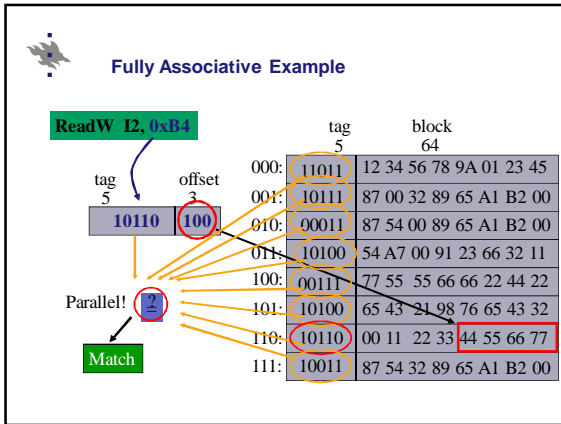 Fully Associative Example
ReadW I2, 0xB4
tag offset
5 3
10110 100
Parallel!
?
=
Match
tag block
5 64
000: 11011 12 34 56 78 9A 01 23 45
001: 10111 87 00 32 89 65 A1 B2 00
010: 00011 87 54 00 89 65 A1 B2 00
011: 10100 54 A7 00 91 23 66 32 11
100: 00111 77 55 55 66 66 22 44 22
101: 10100 65 43 21 98 76 65 43 32
110: 10110 00 11 22 33 44 55 66 77
111: 10011 87 54 32 89 65 A1 B2 00